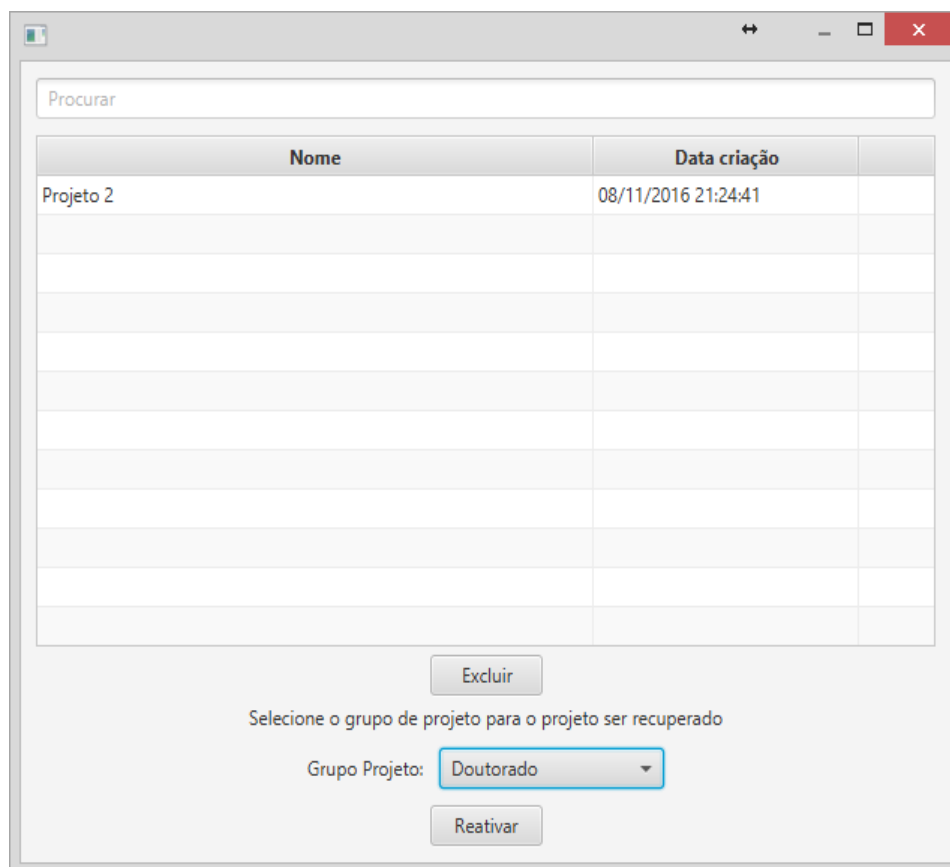 Procurar
Nome Data criação
Projeto 2 08/11/2016 21:24:41
Excluir
Selecione o grupo de projeto para o projeto ser recuperado
Grupo Projeto: Doutorado
Reativar